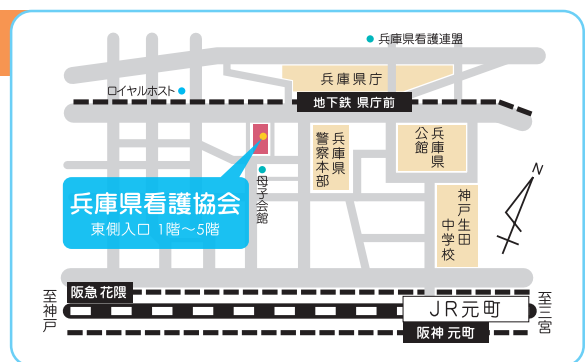 兵庫県看護連盟
兵庫県庁
ロイヤルホスト
地下鉄 県庁前
兵庫県
警察本部
兵庫県
公館
母子会館
兵庫県看護協会
東側入口 1階〜5階
神戸生田
中学校
N
阪急 花隈
至神戸
JR元町
至三宮
阪神 元町